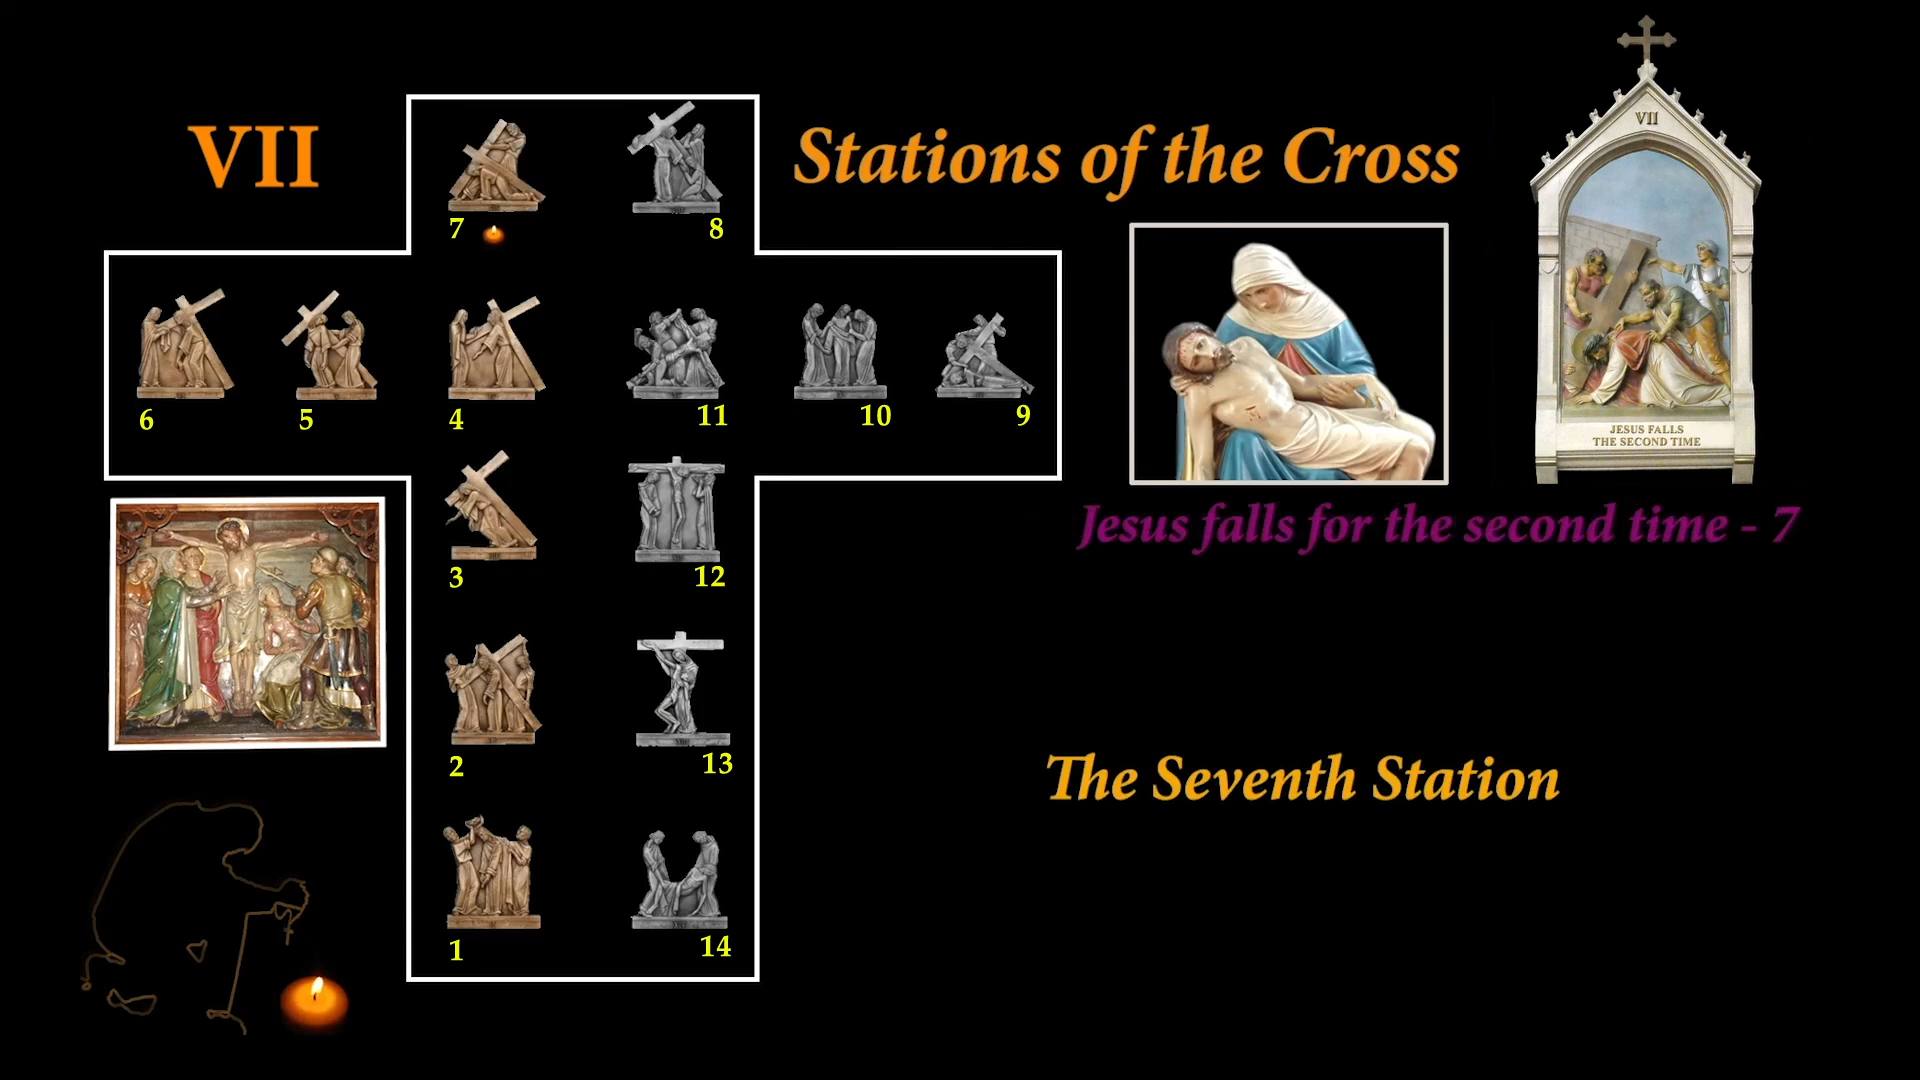 VII
Stations of the Cross
VII
7
8
6
5
4
11
10
9
JESUS FALLS
THE SECOND TIME
Jesus falls for the second time - 7
3
12
2
13
The Seventh Station
1
14